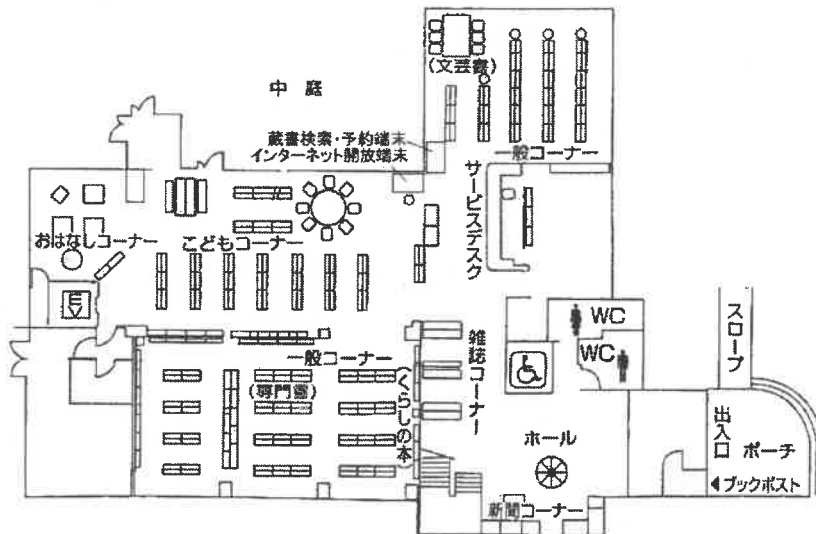 (文芸書)
中庭
蔵書検索・予約端末
インターネット開放端末
一般コーナー
サービスデスク
おはなしコーナー
こどもコーナー
EV
WC
WC
スロープ
一般コーナー
(専門書)
(くらしの本)
雑誌コーナー
ホール
出入口
ポーチ
◀ブックポスト
新聞コーナー